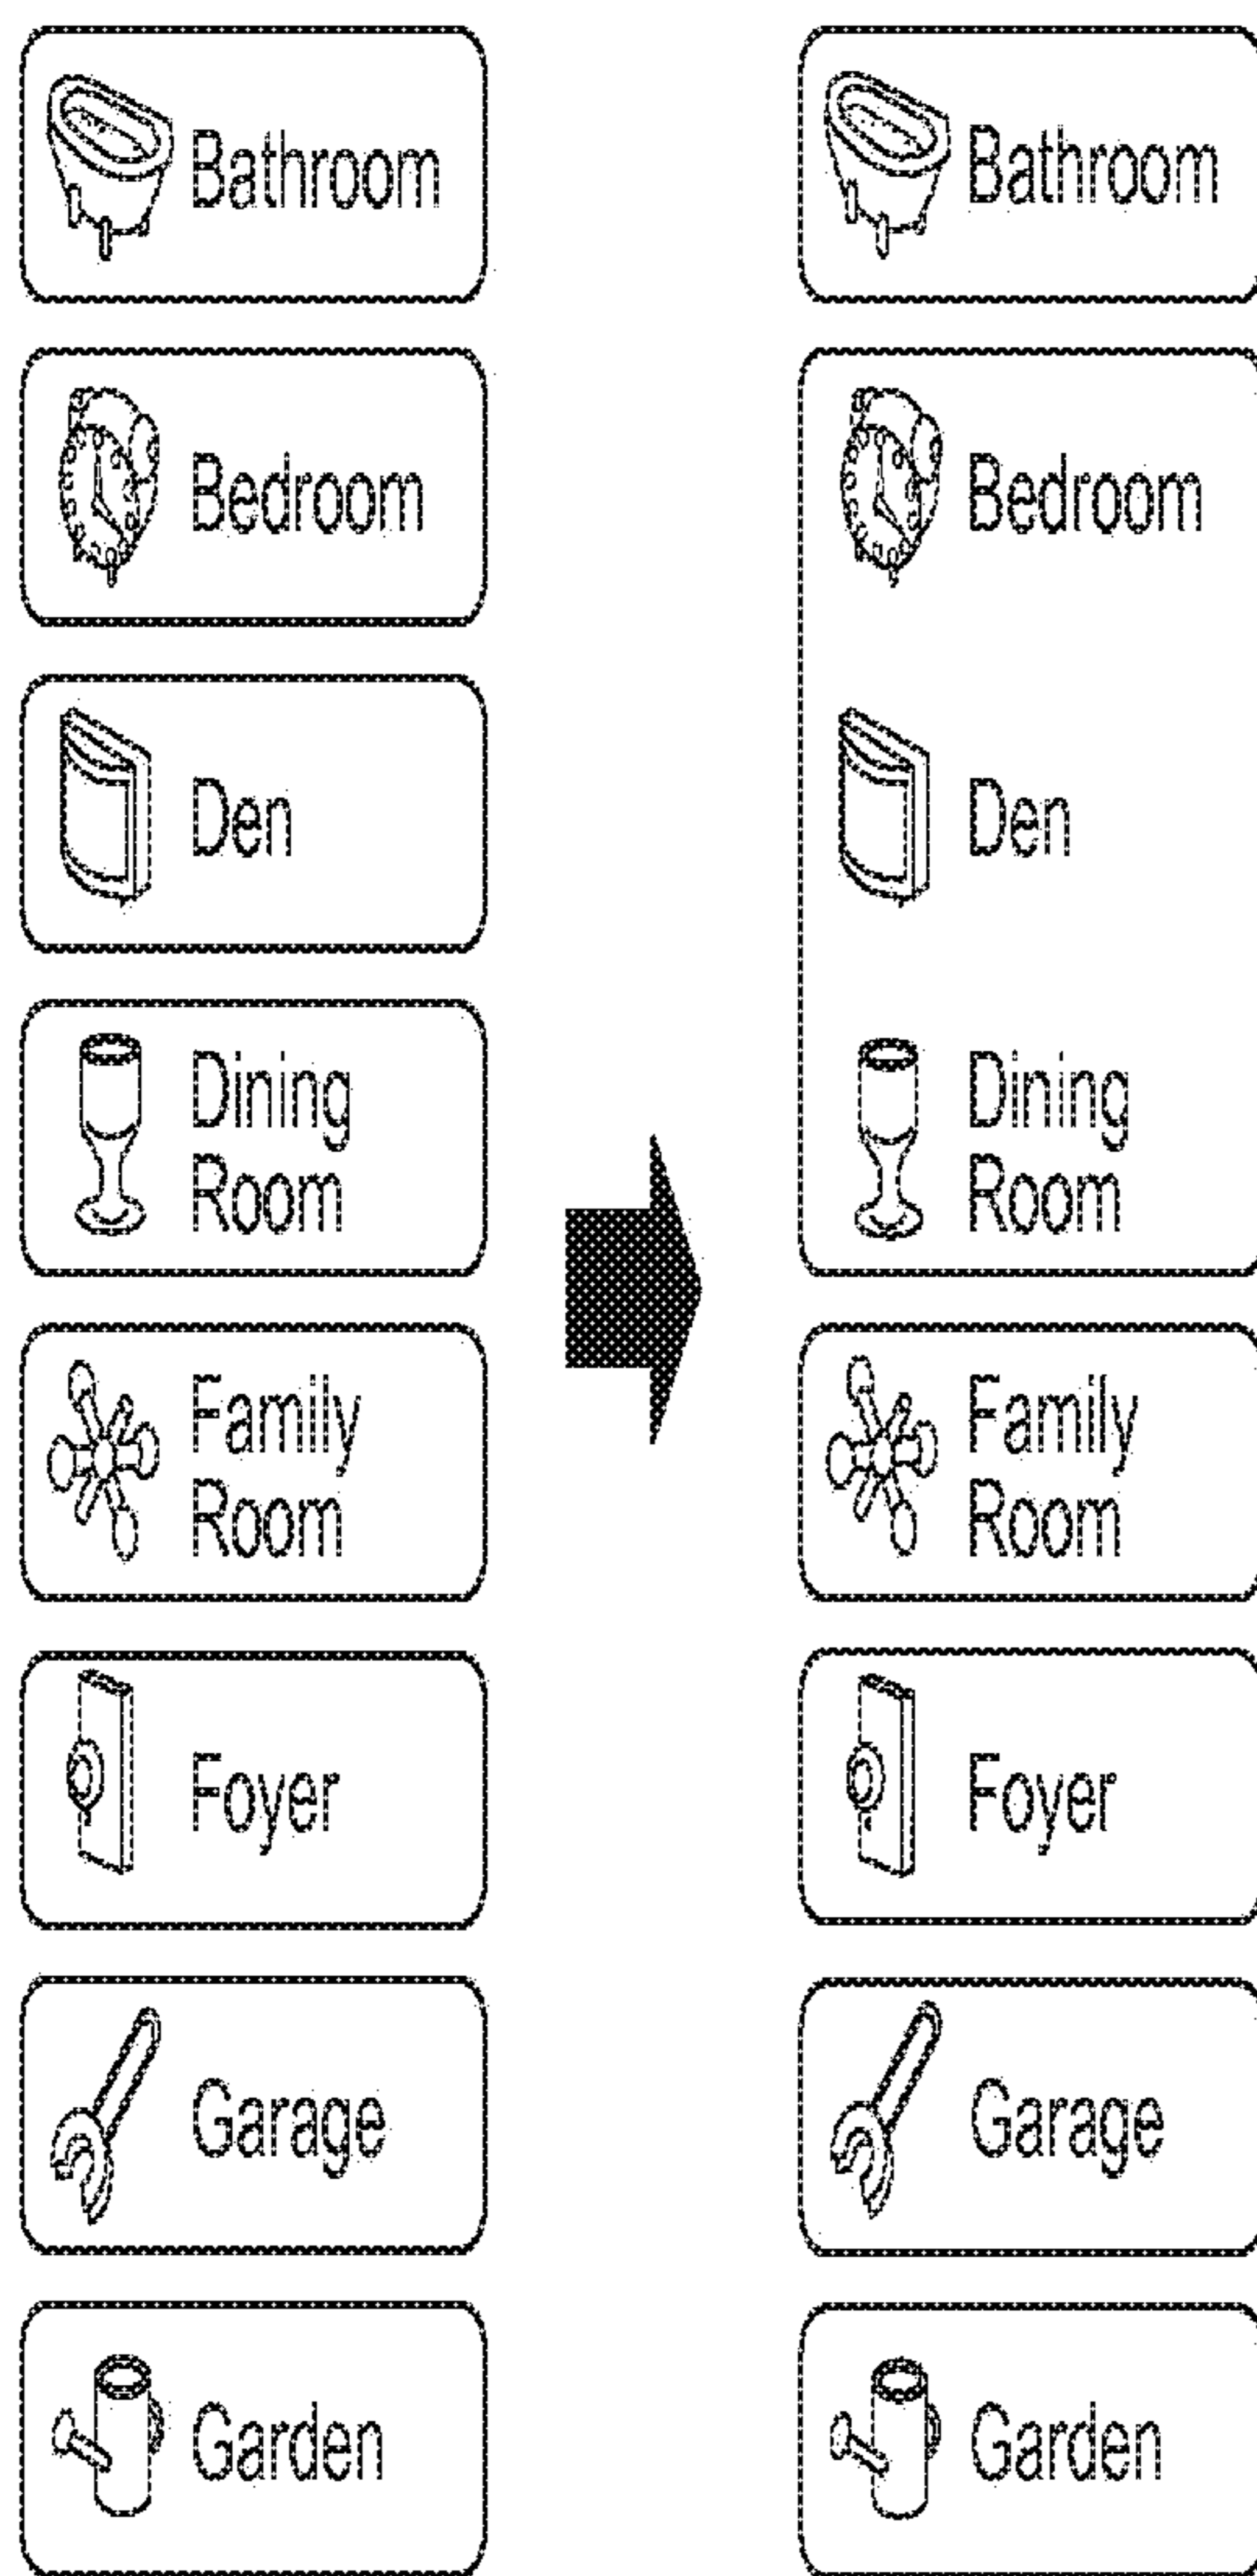 Bathroom
Bedroom
Den
Dining
Room
Family
Room
Foyer
Garage
Garden
Bathroom
Bedroom
Den
Dining
Room
Family
Room
Foyer
Garage
Garden